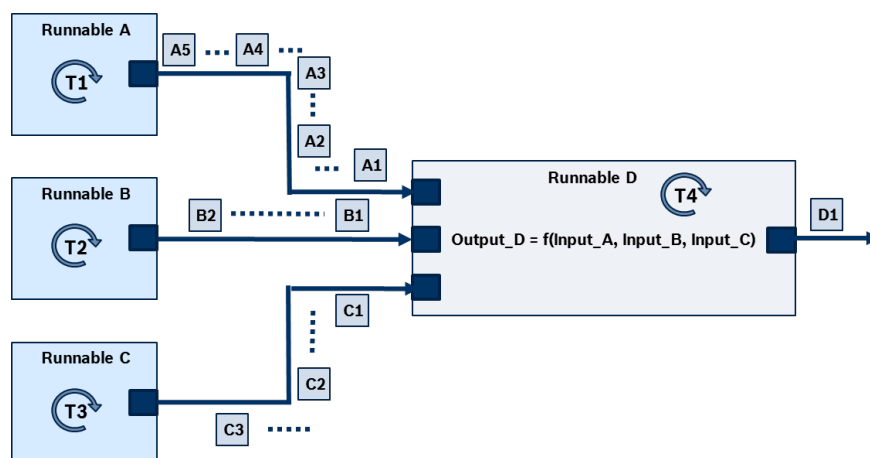 Runnable A
T1
A5
A4
A3
A2
A1
Runnable B
T2
B2
B1
Runnable C
T3
C3
C2
C1
Runnable D
T4
Output_D = f(Input_A, Input_B, Input_C)
D1